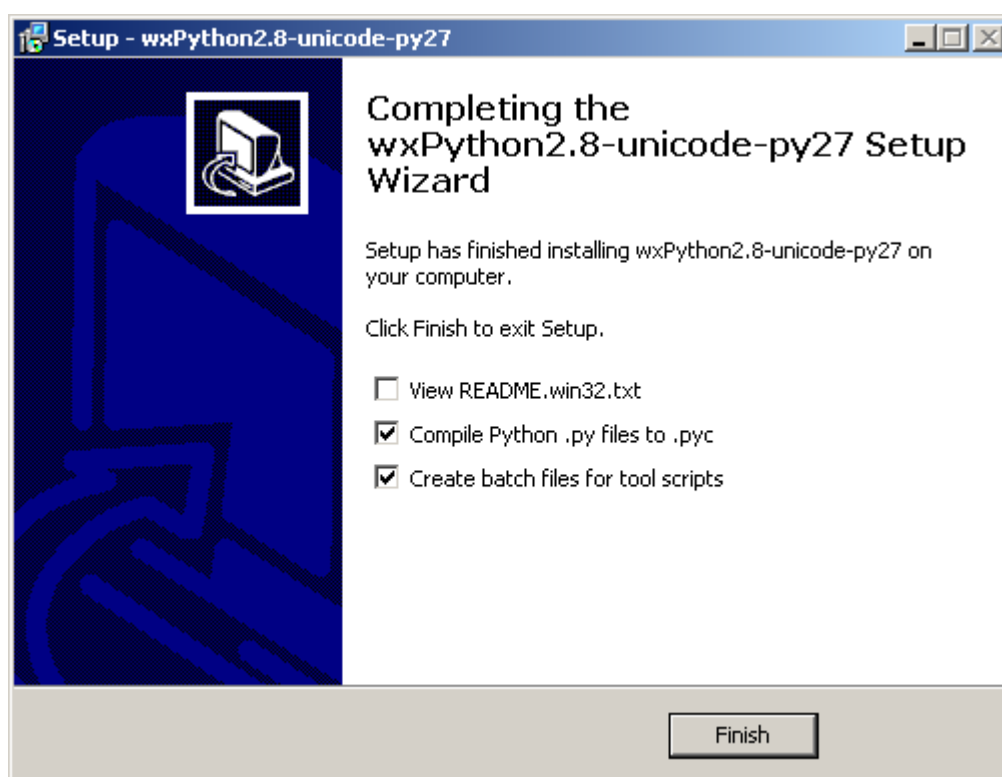 Setup - wxPython2.8-unicode-py27
Completing the
wxPython2.8-unicode-py27 Setup
Wizard
Setup has finished installing wxPython2.8-unicode-py27 on
your computer.
Click Finish to exit Setup.
View README.win32.txt
Compile Python .py files to .pyc
Create batch files for tool scripts
Finish